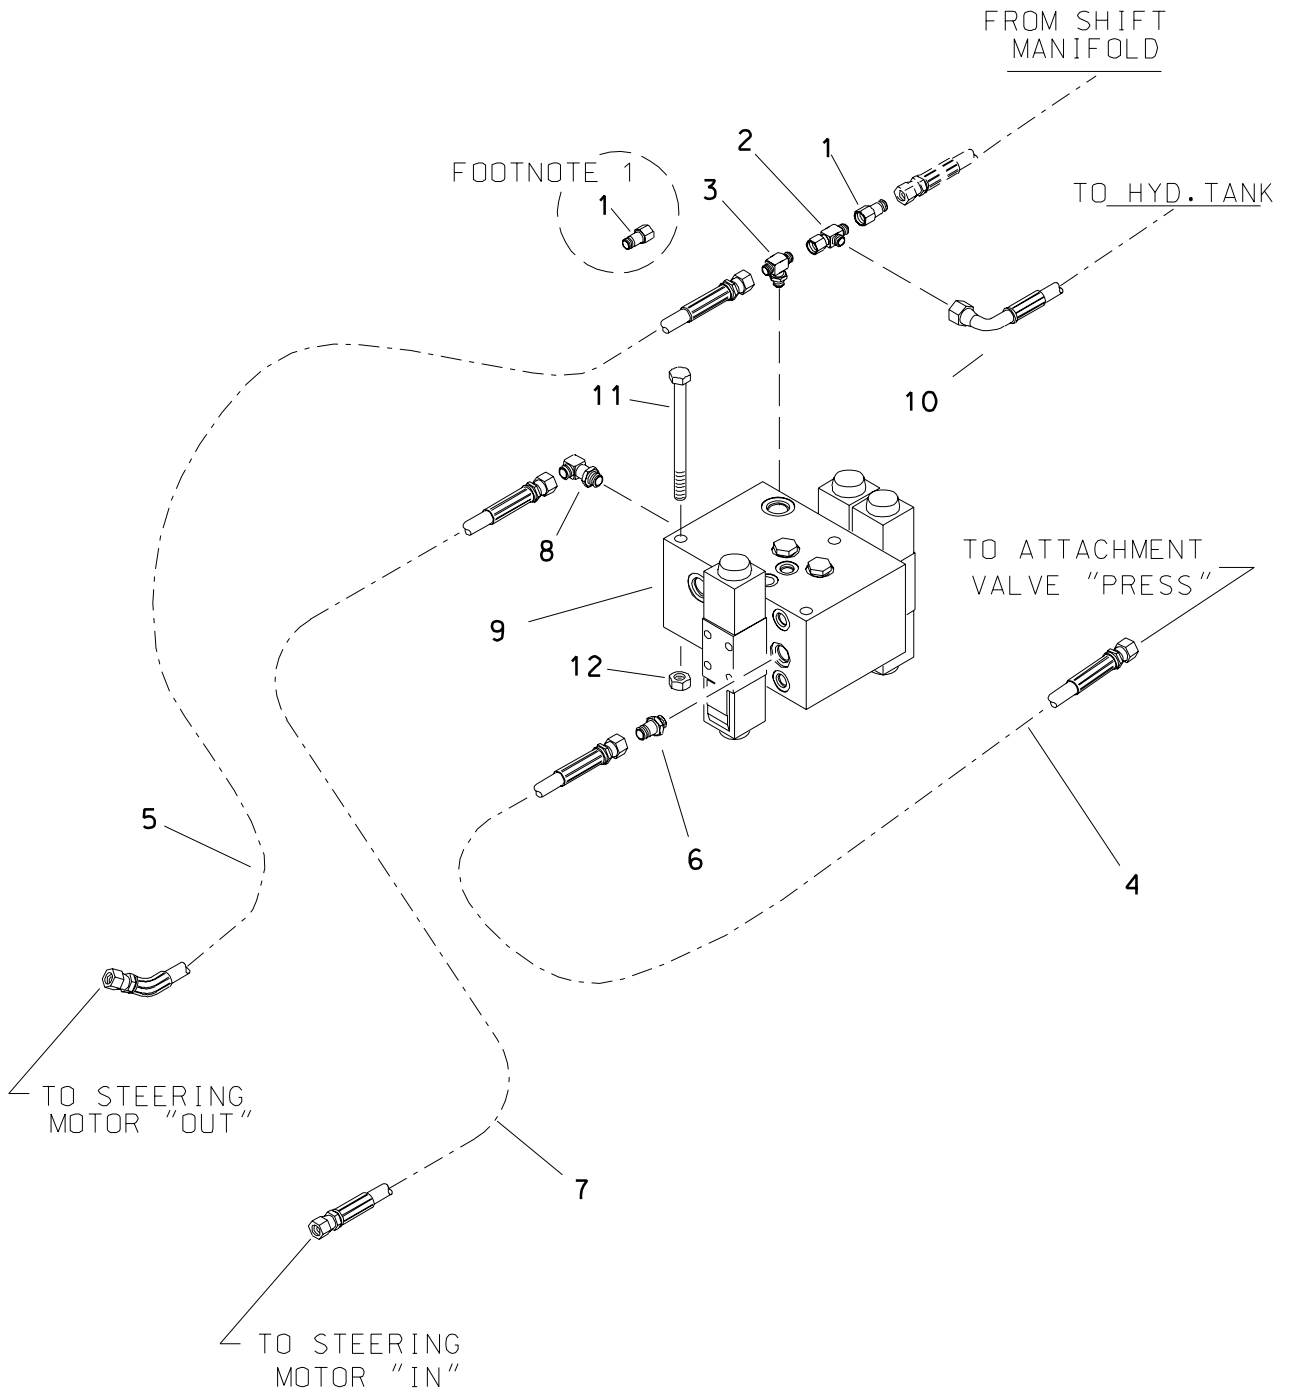 FROM SHIFT
MANIFOLD
2
1
FOOTNOTE 1
3
1
TO HYD.TANK
11
10
8
TO ATTACHMENT
VALVE "PRESS"
9
12
5
6
4
TO STEERING
MOTOR "OUT"
7
TO STEERING
MOTOR "IN"